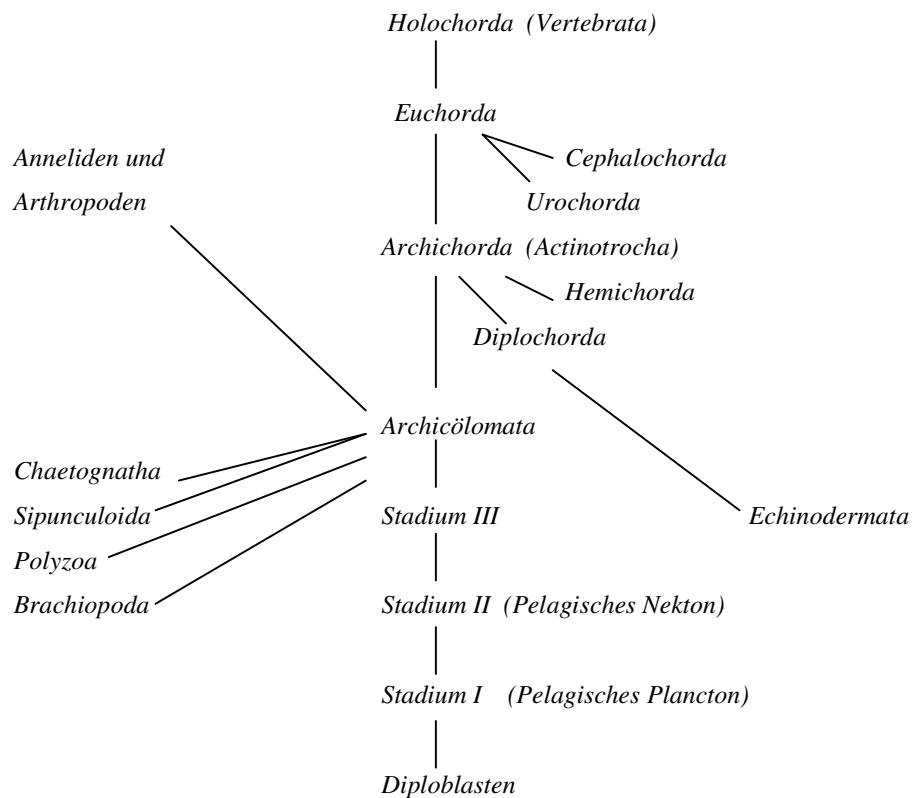 Holochorda (Vertebrata)
Euchorda
Anneliden und
Arthropoden
Cephalochorda
Urochorda
Archichorda (Actinotrocha)
Hemichorda
Diplochorda
Archicölomata
Chaetognatha
Sipunculoida
Polyzoa
Brachiopoda
Stadium III
Echinodermata
Stadium II (Pelagisches Nekton)
Stadium I (Pelagisches Plancton)
Diploblasten